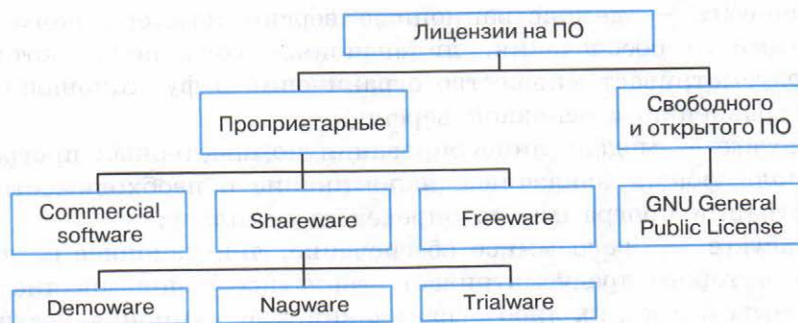 Лицензии на ПО
Проприетарные
Свободного
и открытого ПО
Commercial
software
Shareware
Freeware
GNU General
Public License
Demoware
Nagware
Trialware